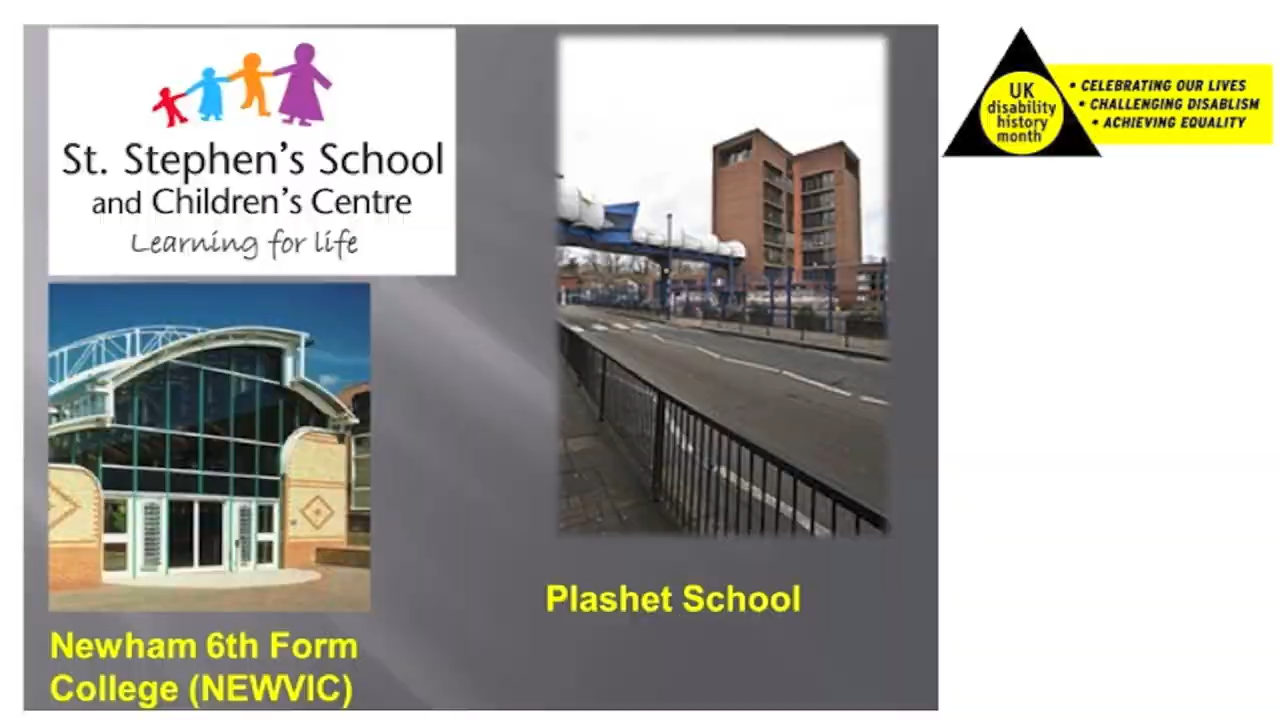 St. Stephen's School
and Children's Centre
Learning for life
Newham 6th Form
College (NEWVIC)
Plashet School
UK
disability
history
month
• CELEBRATING OUR LIVES
• CHALLENGING DISABLISM
• ACHIEVING EQUALITY